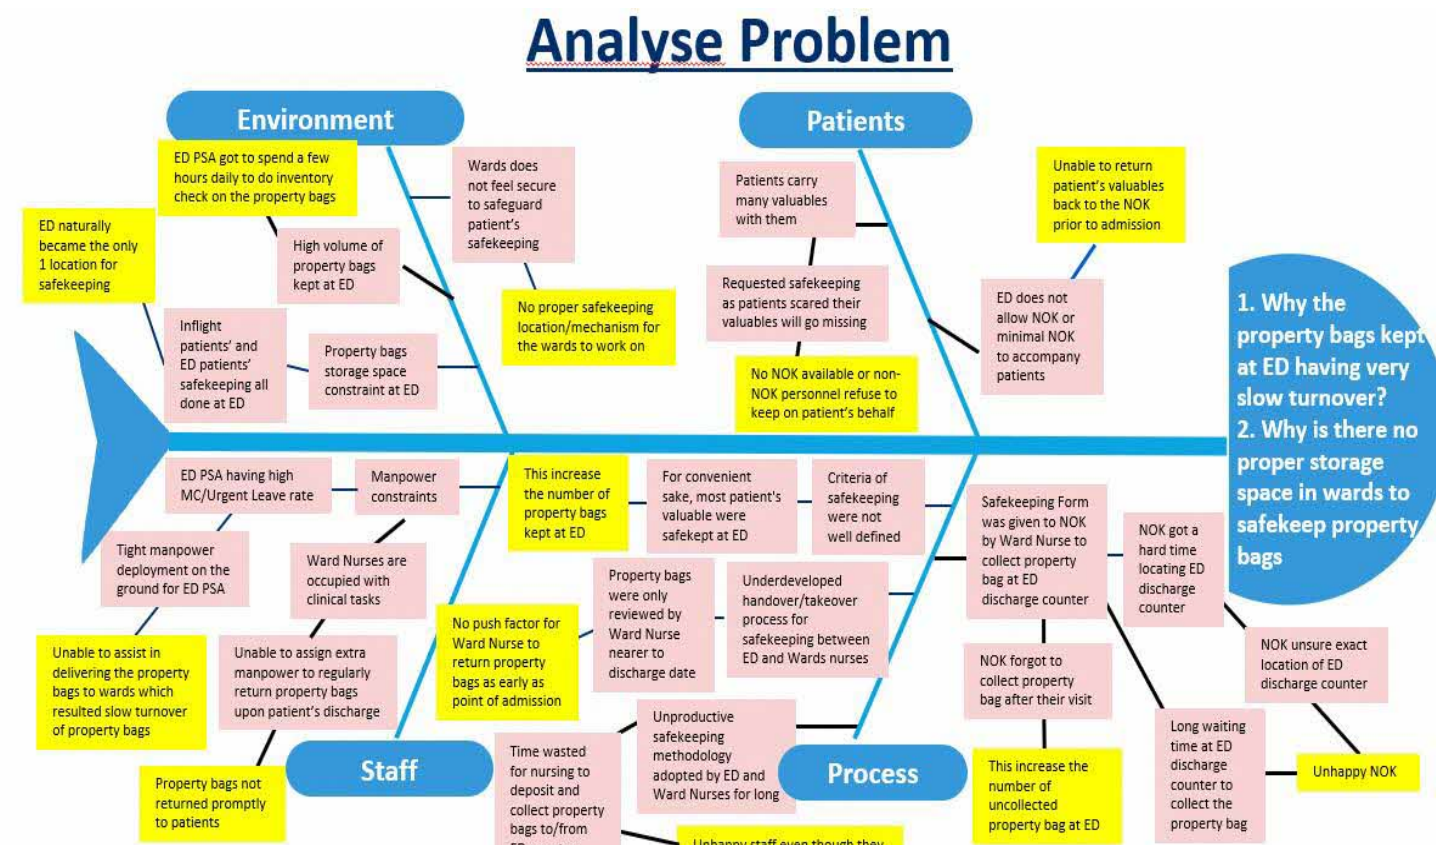 Analyse Problem
Environment
Patients
ED PSA got to spend a few
hours daily to do inventory
check on the property bags
Wards does
not feel secure
to safeguard
patient's
safekeeping
ED naturally
became the only
1 location for
safekeeping
High volume of
property bags
kept at ED
No proper safekeeping
location/mechanism for
the wards to work on
Inflight
patients' and
ED patients'
safekeeping all
done at ED
Property bags
storage space
constraint at ED
Patients carry
many valuables
with them
Unable to return
patient's valuables
back to the NOK
prior to admission
Requested safekeeping
as patients scared their
valuables will go missing
ED does not
allow NOK or
minimal NOK
to accompany
patients
No NOK available or non-
NOK personnel refuse to
keep on patient's behalf
1. Why the
property bags kept
at ED having very
slow turnover?
2. Why is there no
proper storage
space in wards to
safekeep property
bags
ED PSA having high
MC/Urgent Leave rate
Manpower
constraints
Tight manpower
deployment on the
ground for ED PSA
Ward Nurses are
occupied with
clinical tasks
Unable to assist in
delivering the property
bags to wards which
resulted slow turnover
of property bags
Unable to assign extra
manpower to regularly
return property bags
upon patient's discharge
Property bags not
returned promptly
to patients
Staff
This increase
the number of
property bags
kept at ED
For convenient
sake, most patient's
valuable were
safekept at ED
Criteria of
safekeeping
were not
well defined
No push factor for
Ward Nurse to
return property
bags as early as
point of admission
Property bags
were only
reviewed by
Ward Nurse
nearer to
discharge date
Underdeveloped
handover/takeover
process for
safekeeping between
ED and Wards nurses
Time wasted
for nursing to
deposit and
collect property
bags to/from
Unproductive
safekeeping
methodology
adopted by ED and
Ward Nurses for long
Unhappy staff even though they
Process
Safekeeping Form
was given to NOK
by Ward Nurse to
collect property
bag at ED
discharge counter
NOK got a
hard time
locating ED
discharge
counter
NOK forgot to
collect property
bag after their visit
NOK unsure exact
location of ED
discharge counter
This increase the
number of
uncollected
property bag at ED
Long waiting
time at ED
discharge
counter to
collect the
property bag
Unhappy NOK